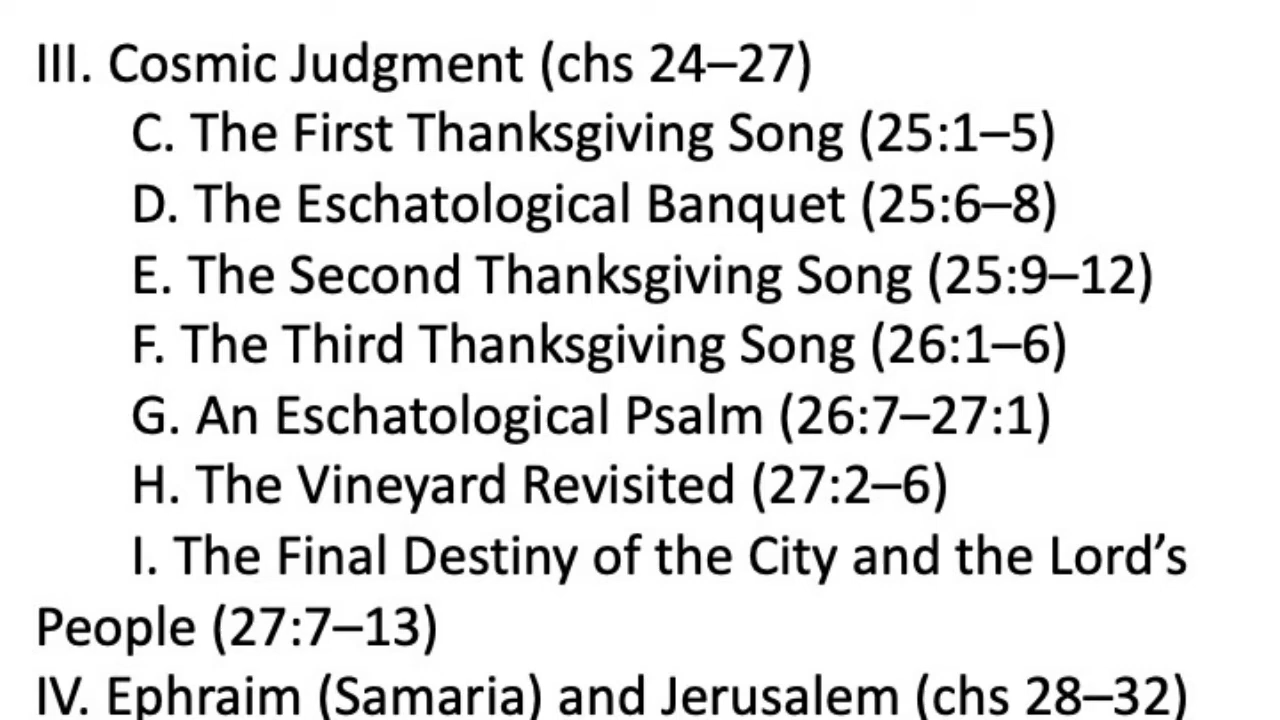 III. Cosmic Judgment (chs 24–27)
C. The First Thanksgiving Song (25:1–5)
D. The Eschatological Banquet (25:6–8)
E. The Second Thanksgiving Song (25:9–12)
F. The Third Thanksgiving Song (26:1–6)
G. An Eschatological Psalm (26:7–27:1)
H. The Vineyard Revisited (27:2–6)
I. The Final Destiny of the City and the Lord’s
People (27:7–13)
IV. Ephraim (Samaria) and Jerusalem (chs 28–32)